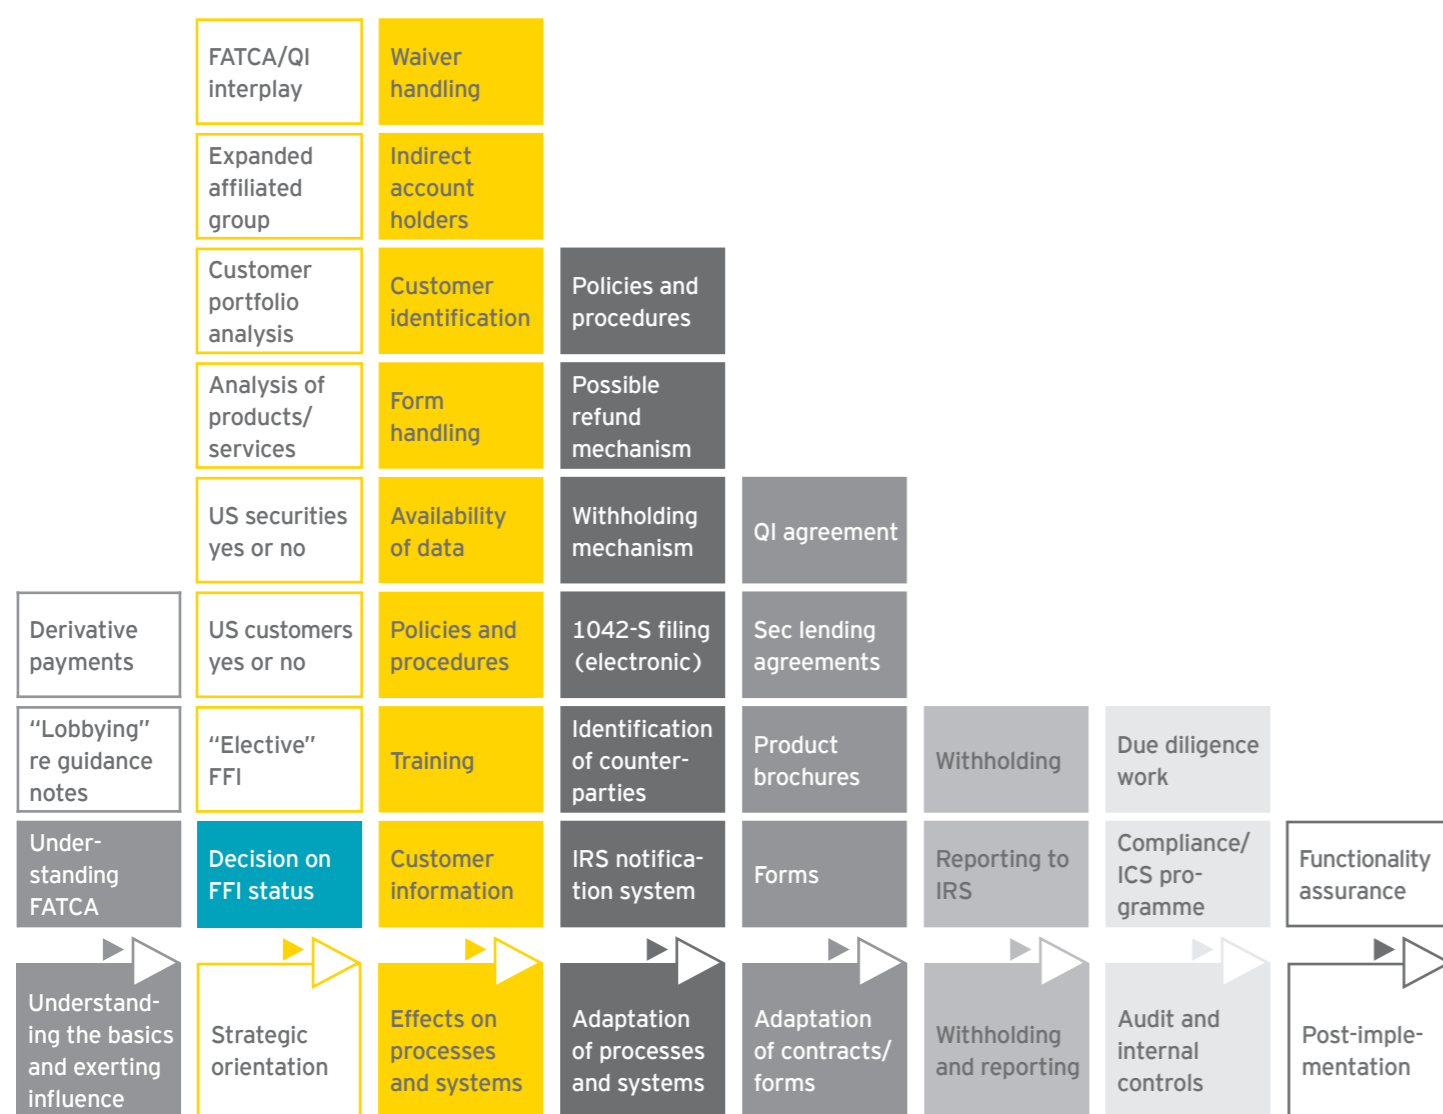 FATCA/QI
interplay
Waiver
handling
Expanded
affiliated
group
Indirect
account
holders
Customer
portfolio
analysis
Customer
identification
Policies and
procedures
Analysis of
products/
services
Form
handling
Possible
refund
mechanism
US securities
yes or no
Availability
of data
Withholding
mechanism
QI agreement
Derivative
payments
US customers
yes or no
Policies and
procedures
1042-S filing
(electronic)
Sec lending
agreements
“Lobbying”
re guidance
notes
“Elective”
FFI
Training
Identification
of counter-
parties
Product
brochures
Withholding
Due diligence
work
Under-
standing
FATCA
Decision on
FFI status
Customer
information
IRS notifica-
tion system
Forms
Reporting to
IRS
Compliance/
ICS pro-
gramme
Functionality
assurance
Understand-
ing the basics
and exerting
influence
Strategic
orientation
Effects on
processes
and systems
Adaptation
of processes
and systems
Adaptation
of contracts/
forms
Withholding
and reporting
Audit and
internal
controls
Post-imple-
mentation